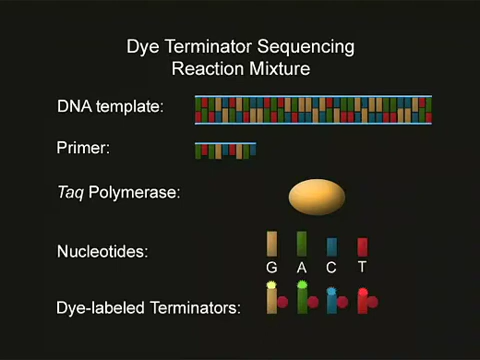 Dye Terminator Sequencing
Reaction Mixture
DNA template:
Primer:
Taq Polymerase:
Nucleotides:
G A C T
Dye-labeled Terminators: